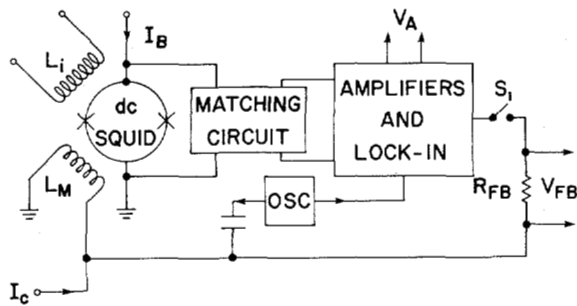 I_B
V_A
L_i
dc
SQUID
MATCHING
CIRCUIT
AMPLIFIERS
AND
LOCK-IN
S_1
L_M
OSC
R_FB
V_FB
I_c